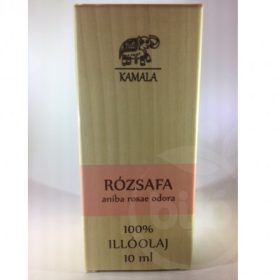 KAMALA
RÓZSAFA
aniba rosae odora
100%
ILLÓOLAJ
10 ml